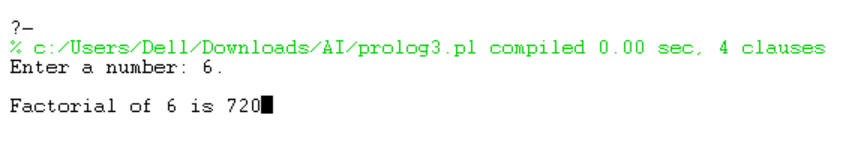 ?-
% c:/Users/Dell/Downloads/AI/prolog3.pl compiled 0.00 sec, 4 clauses
Enter a number: 6.
Factorial of 6 is 720